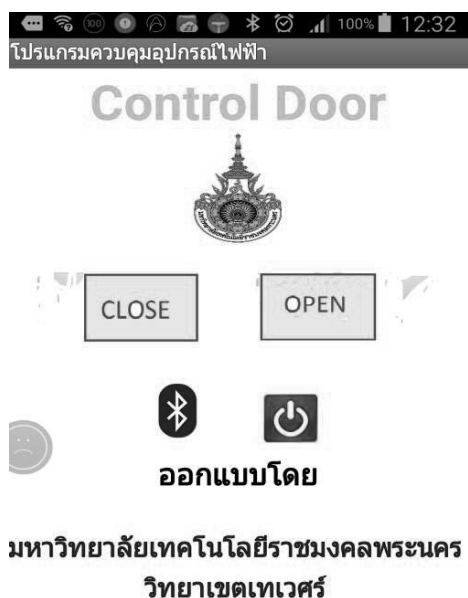 100 100% 12:32
โปรแกรมควบคุมอุปกรณ์ไฟฟ้า
Control Door
CLOSE OPEN
ออกแบบโดย
มหาวิทยาลัยเทคโนโลยีราชมงคลพระนคร
วิทยาเขตเทเวศร์